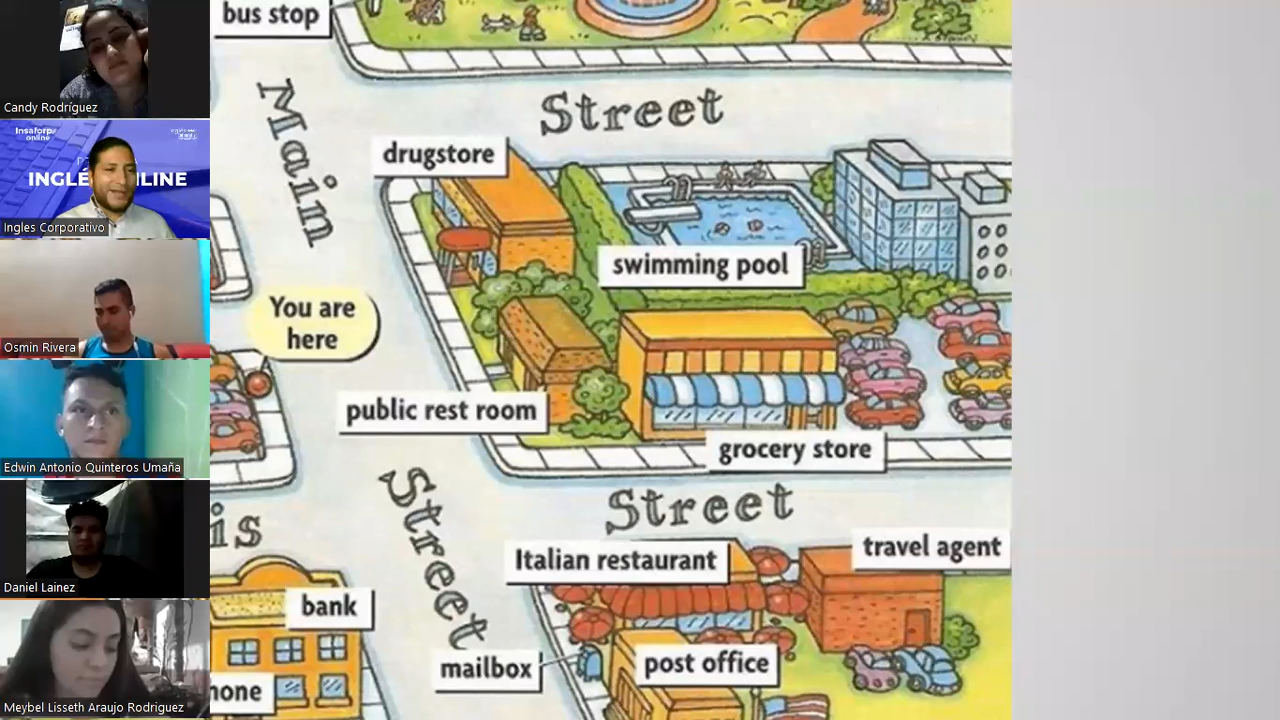 Candy Rodríguez
Insaforp
online
INGLÉ
NLINE
Ingles Corporativo
Osmin Rivera
Edwin Antonio Quinteros Umaña
Daniel Lainez
Meybel Lisseth Araujo Rodriguez
bus stop
Street
Main
drugstore
swimming pool
You are
here
public rest room
grocery store
Street
Street
is
Italian restaurant
travel agent
bank
mailbox
post office
hone